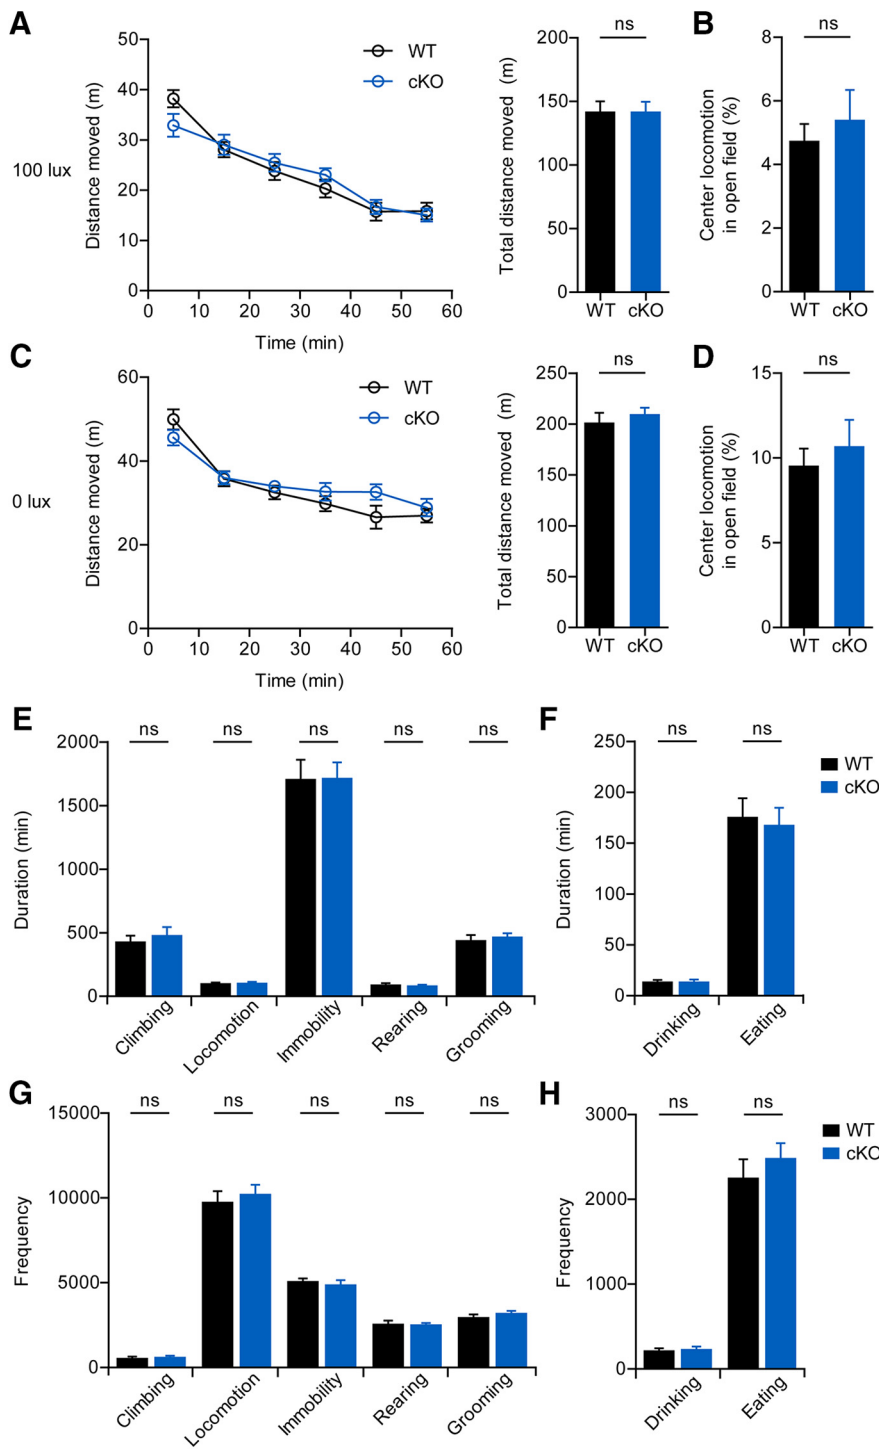 A
50
40
30
20
10
0
0 10 20 30 40 50 60
Distance moved (m)
Time (min)
100 lux
WT
cKO
ns
200
150
100
50
0
Total distance moved (m)
WT cKO
B
ns
8
6
4
2
0
Center locomotion
in open field (%)
WT cKO
C
60
40
20
0
0 10 20 30 40 50 60
Distance moved (m)
Time (min)
0 lux
WT
cKO
ns
250
200
150
100
50
0
Total distance moved (m)
WT cKO
D
ns
15
10
5
0
Center locomotion
in open field (%)
WT cKO
E
ns ns ns ns ns
2000
1500
1000
500
0
Duration (min)
Climbing
Locomotion
Immobility
Rearing
Grooming
F
ns ns
250
200
150
100
50
0
Duration (min)
Drinking
Eating
WT
cKO
G
ns ns ns ns ns
15000
10000
5000
0
Frequency
Climbing
Locomotion
Immobility
Rearing
Grooming
H
ns ns
3000
2000
1000
0
Frequency
Drinking
Eating
WT
cKO